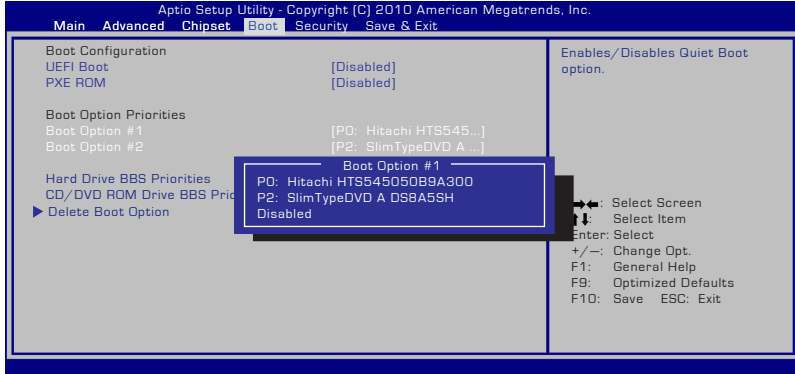 Aptio Setup Utility - Copyright (C) 2010 American Megatrends, Inc.
Main Advanced Chipset Boot Security Save & Exit
Boot Configuration
UEFI Boot [Disabled]
PXE ROM [Disabled]
Boot Option Priorities
Boot Option #1 [P0: Hitachi HTS545...]
Boot Option #2 [P2: SlimTypeDVD A ...]
Hard Drive BBS Priorities
CD/DVD ROM Drive BBS Prio
Delete Boot Option
Boot Option #1
P0: Hitachi HTS545050B9A300
P2: SlimTypeDVD A DS8A5SH
Disabled
Enables/Disables Quiet Boot
option.
→←: Select Screen
↑↓: Select Item
Enter: Select
+/—: Change Opt.
F1: General Help
F9: Optimized Defaults
F10: Save ESC: Exit